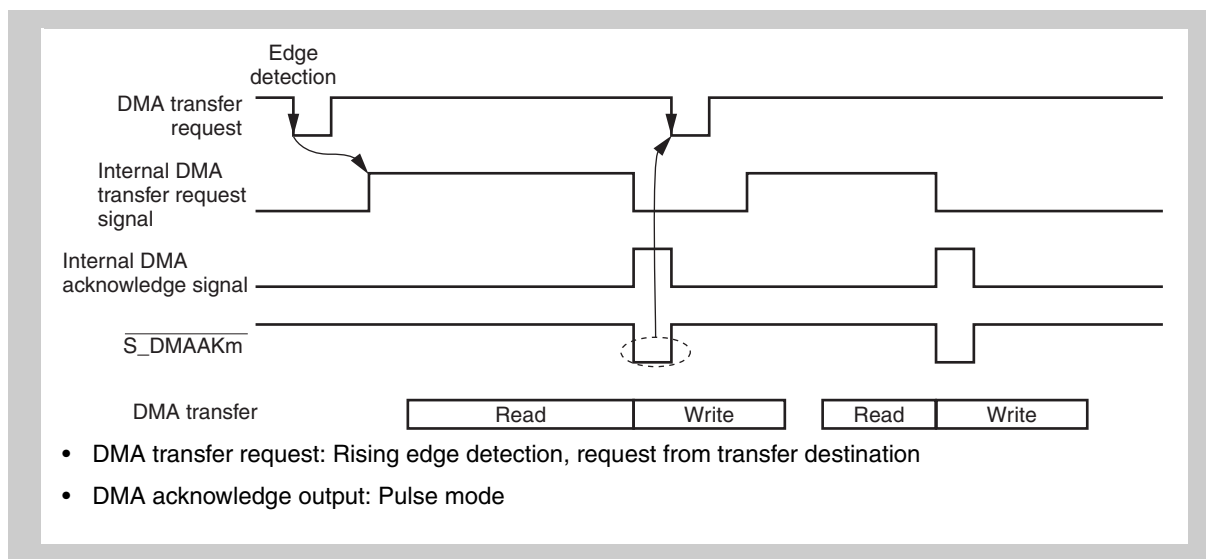 Edge
detection
DMA transfer
request
Internal DMA
transfer request
signal
Internal DMA
acknowledge signal
S_DMAAKm
DMA transfer
Read Write Read Write
• DMA transfer request: Rising edge detection, request from transfer destination
• DMA acknowledge output: Pulse mode